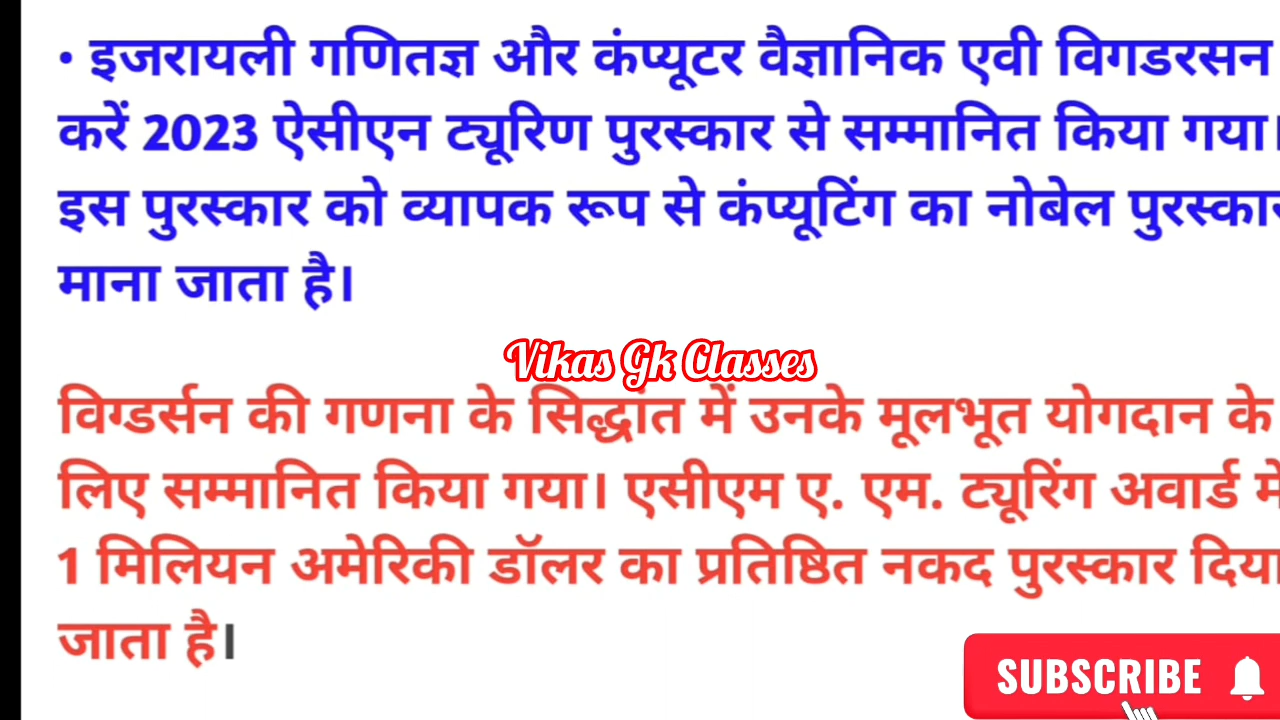 • इजरायली गणितज्ञ और कंप्यूटर वैज्ञानिक एवी विगडरसन
करें 2023 ऐसीएन ट्यूरिण पुरस्कार से सम्मानित किया गया।
इस पुरस्कार को व्यापक रूप से कंप्यूटिंग का नोबेल पुरस्कार
माना जाता है।
Vikas Gk Classes
विग्डर्सन की गणना के सिद्धांत में उनके मूलभूत योगदान के
लिए सम्मानित किया गया। एसीएम ए. एम. ट्यूरिंग अवार्ड में
1 मिलियन अमेरिकी डॉलर का प्रतिष्ठित नकद पुरस्कार दिया
जाता है।
SUBSCRIBE